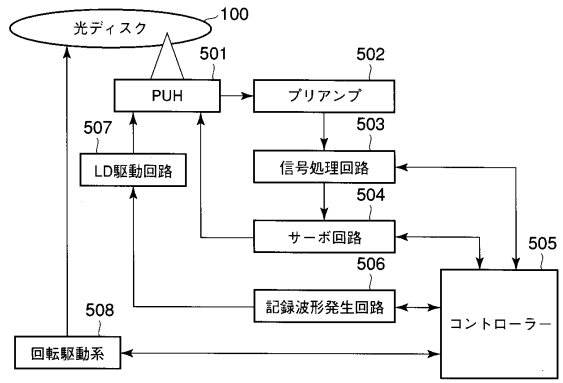 光ディスク
100
501
PUH
502
プリアンプ
503
信号処理回路
507
LD駆動回路
504
サーボ回路
505
コントローラー
506
記録波形発生回路
508
回転駆動系